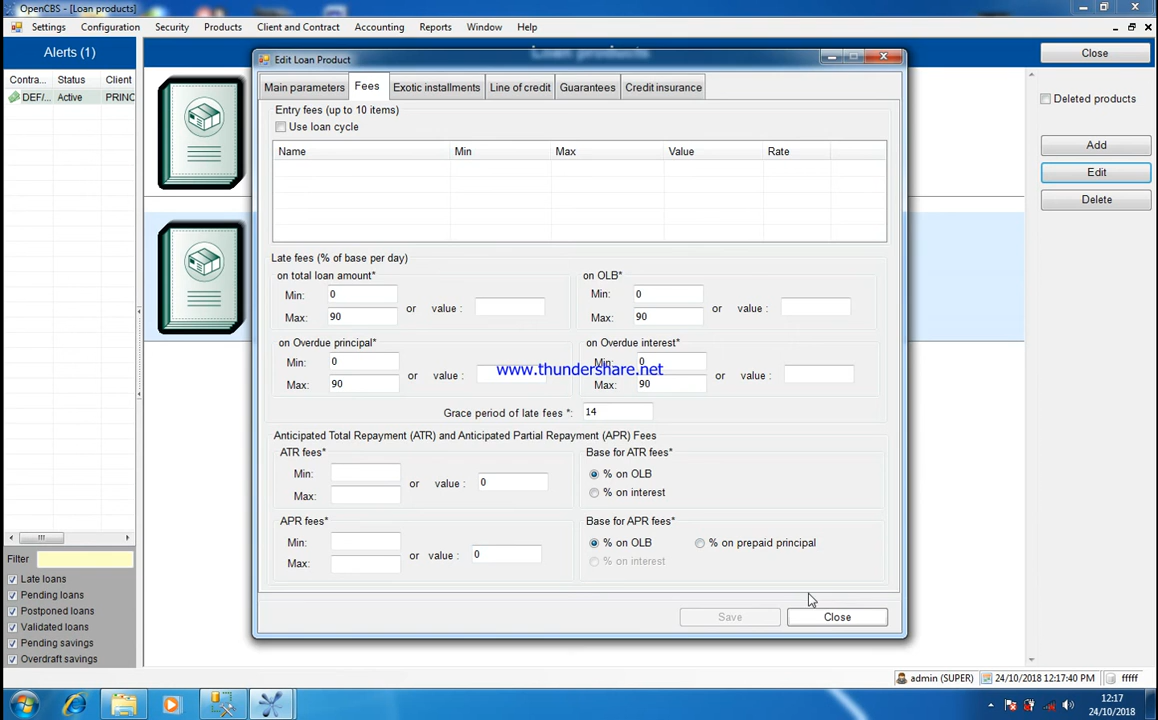 OpenCBS - [Loan products]
Settings Configuration Security Products Client and Contract Accounting Reports Window Help
Alerts (1)
Loan products
Close
Contra... Status Client
DEF/... Active PRINC
Deleted products
Add
Edit
Delete
Edit Loan Product
Main parameters Fees Exotic installments Line of credit Guarantees Credit insurance
Entry fees (up to 10 items)
Use loan cycle
Name Min Max Value Rate
Late fees (% of base per day)
on total loan amount* on OLB*
Min: 0 Min: 0
or value : or value :
Max: 90 Max: 90
on Overdue principal* on Overdue interest*
Min: 0 Min: 0
www.thundershare.net
or value : or value :
Max: 90 Max: 90
Grace period of late fees *: 14
Anticipated Total Repayment (ATR) and Anticipated Partial Repayment (APR) Fees
ATR fees* Base for ATR fees*
Min: % on OLB
or value : 0
Max: % on interest
APR fees* Base for APR fees*
Min: % on OLB % on prepaid principal
or value : 0
Max: % on interest
Save Close
Filter
Late loans
Pending loans
Postponed loans
Validated loans
Pending savings
Overdraft savings
admin (SUPER) 24/10/2018 12:17:40 PM fffff
12:17
24/10/2018